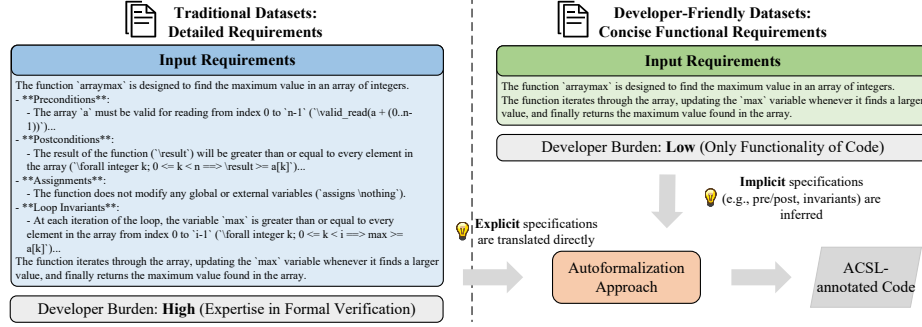 Traditional Datasets:
Detailed Requirements
Input Requirements
The function `arraymax` is designed to find the maximum value in an array of integers.
- **Preconditions**:
- The array `a` must be valid for reading from index 0 to `n-1` (`\valid_read(a + (0..n-
1))`)...
- **Postconditions**:
- The result of the function (`\result`) will be greater than or equal to every element in
the array (`\forall integer k; 0 <= k < n ==> \result >= a[k]`)...
- **Assignments**:
- The function does not modify any global or external variables (`assigns \nothing`).
- **Loop Invariants**:
- At each iteration of the loop, the variable `max` is greater than or equal to every
element in the array from index 0 to `i-1` (`\forall integer k; 0 <= k < i ==> max >=
a[k]`)...
The function iterates through the array, updating the `max` variable whenever it finds a larger
value, and finally returns the maximum value found in the array.
Developer Burden: High (Expertise in Formal Verification)
Developer-Friendly Datasets:
Concise Functional Requirements
Input Requirements
The function `arraymax` is designed to find the maximum value in an array of integers.
The function iterates through the array, updating the `max` variable whenever it finds a larger
value, and finally returns the maximum value found in the array.
Developer Burden: Low (Only Functionality of Code)
Implicit specifications
(e.g., pre/post, invariants) are
inferred
Explicit specifications
are translated directly
Autoformalization
Approach
ACSL-
annotated Code